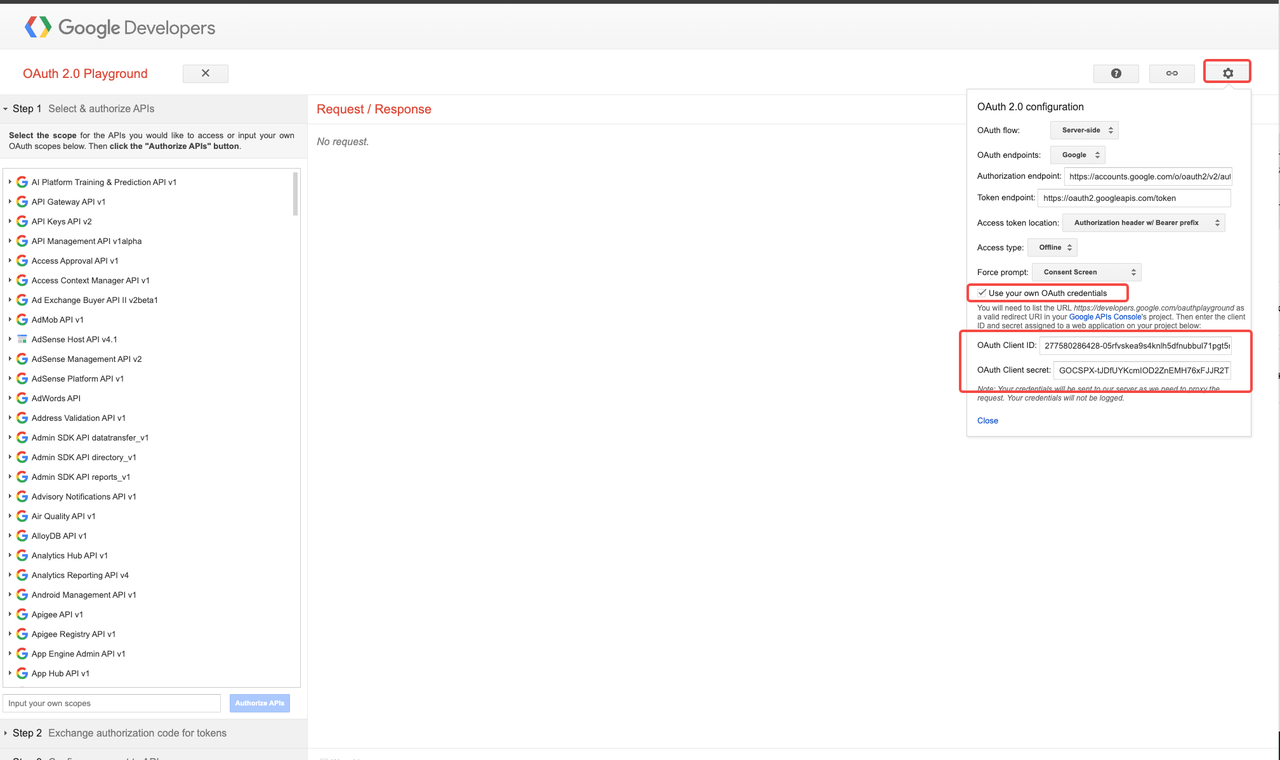 Google Developers
OAuth 2.0 Playground
Step 1 Select & authorize APIs
Select the scope for the APIs you would like to access or input your own
OAuth scopes below. Then click the "Authorize APIs" button.
AI Platform Training & Prediction API v1
API Gateway API v1
API Keys API v2
API Management API v1alpha
Access Approval API v1
Access Context Manager API v1
Ad Exchange Buyer API II v2beta1
AdMob API v1
AdSense Host API v4.1
AdSense Management API v2
AdSense Platform API v1
AdWords API
Address Validation API v1
Admin SDK API datatransfer_v1
Admin SDK API directory_v1
Admin SDK API reports_v1
Advisory Notifications API v1
Air Quality API v1
AlloyDB API v1
Analytics Hub API v1
Analytics Reporting API v4
Android Management API v1
Apigee API v1
Apigee Registry API v1
App Engine Admin API v1
App Hub API v1
Input your own scopes
Authorize APIs
Step 2 Exchange authorization code for tokens
Request / Response
No request.
OAuth 2.0 configuration
OAuth flow: Server-side
OAuth endpoints: Google
Authorization endpoint: https://accounts.google.com/o/oauth2/v2/au
Token endpoint: https://oauth2.googleapis.com/token
Access token location: Authorization header w/ Bearer prefix
Access type: Offline
Force prompt: Consent Screen
Use your own OAuth credentials
You will need to list the URL https://developers.google.com/oauthplayground as
a valid redirect URI in your Google APIs Console's project. Then enter the client
ID and secret assigned to a web application on your project below:
OAuth Client ID:
OAuth Client secret:
Note: Your credentials will be sent to our server as we need to proxy the
request. Your credentials will not be logged.
Close